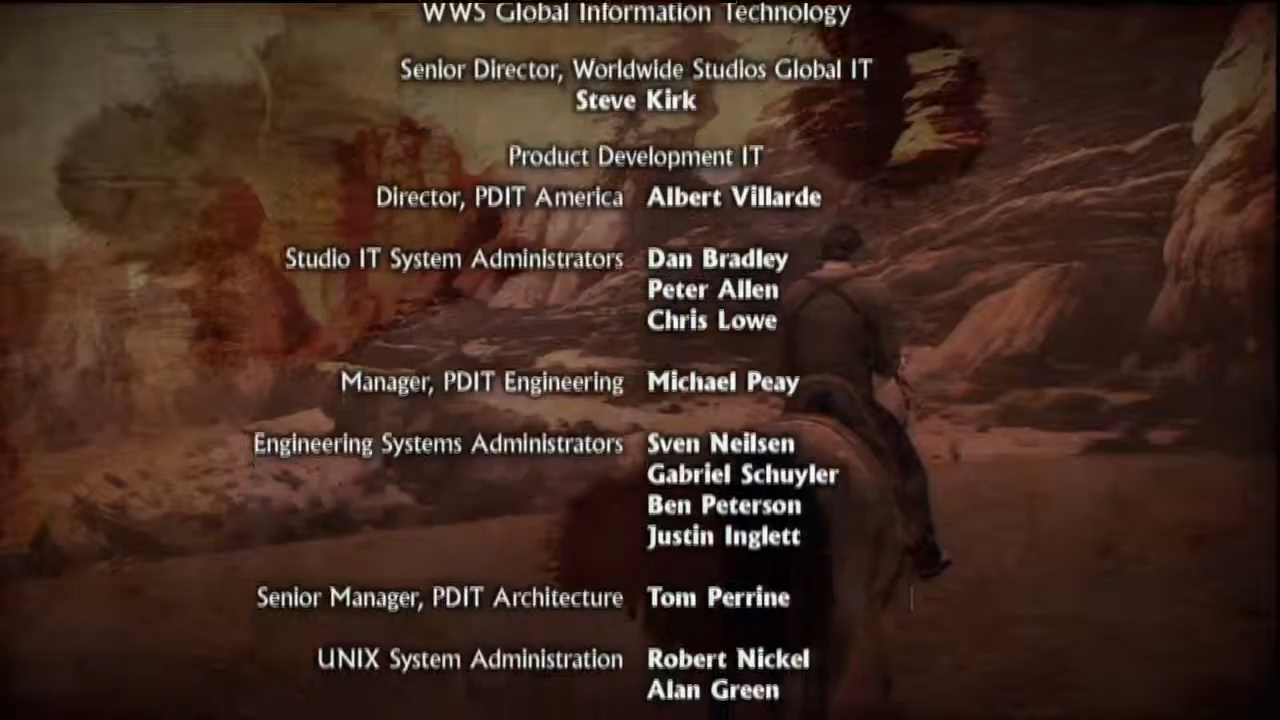 WWS Global Information Technology
Senior Director, Worldwide Studios Global IT
Steve Kirk
Product Development IT
Director, PDIT America Albert Villarde
Studio IT System Administrators Dan Bradley
Peter Allen
Chris Lowe
Manager, PDIT Engineering Michael Peay
Engineering Systems Administrators Sven Neilsen
Gabriel Schuyler
Ben Peterson
Justin Inglett
Senior Manager, PDIT Architecture Tom Perrine
UNIX System Administration Robert Nickel
Alan Green